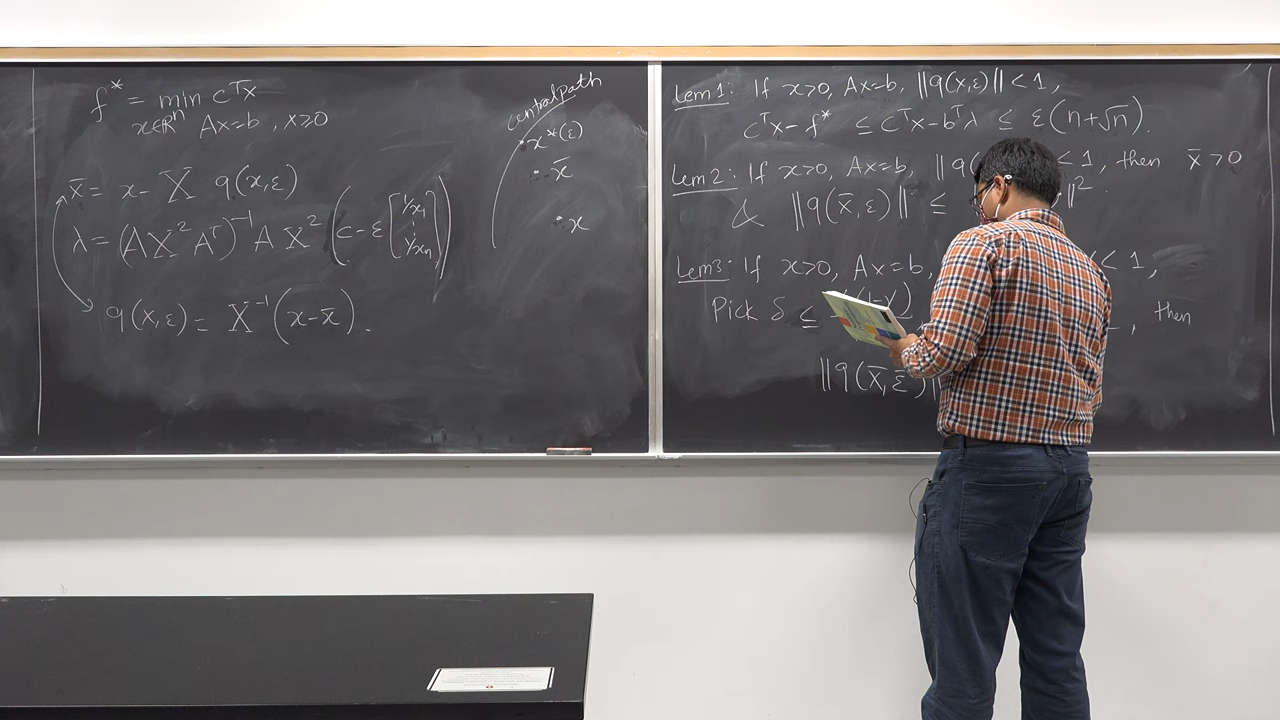 f* = min cᵀx
x∈ℝⁿ Ax=b , x≥0
x̄ = x - X q(x,ε)
λ = (AX²Aᵀ)⁻¹ A X² (c - ε [1/x₁ ⋮ 1/xₙ])
q(x,ε) = X⁻¹ (x-x̄) .
central path
x*(ε)
x̄
x
Lem 1: If x>0, Ax=b, ||q(x,ε)|| < 1,
cᵀx - f* ≤ cᵀx - bᵀλ ≤ ε(n+√n).
Lem 2: If x>0, Ax=b, ||q( < 1, then x̄ >0
& ||q(x̄,ε)|| ≤ ||² .
Lem 3: If x>0, Ax=b, < 1,
Pick δ ≤ , then
||q(x̄,ε̄)||